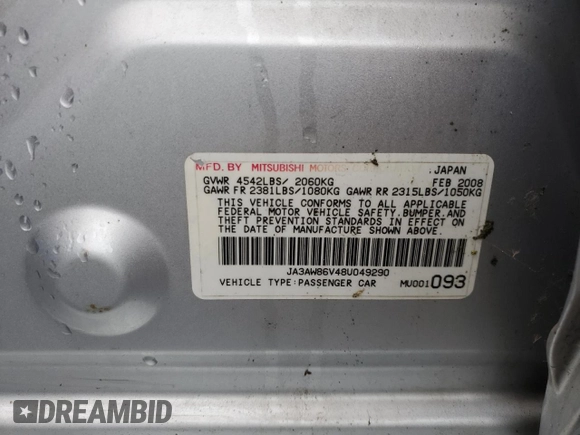 MFD. BY MITSUBISHI MOTORS JAPAN
GVWR 4542LBS/ 2060KG FEB 2008
GAWR FR 2381LBS/1080KG GAWR RR 2315LBS/1050KG
THIS VEHICLE CONFORMS TO ALL APPLICABLE
FEDERAL MOTOR VEHICLE SAFETY,BUMPER,AND
THEFT PREVENTION STANDARDS IN EFFECT ON
THE DATE OF MANUFACTURE SHOWN ABOVE.
JA3AW86V48U049290
VEHICLE TYPE:PASSENGER CAR MU001 093
DREAMBID